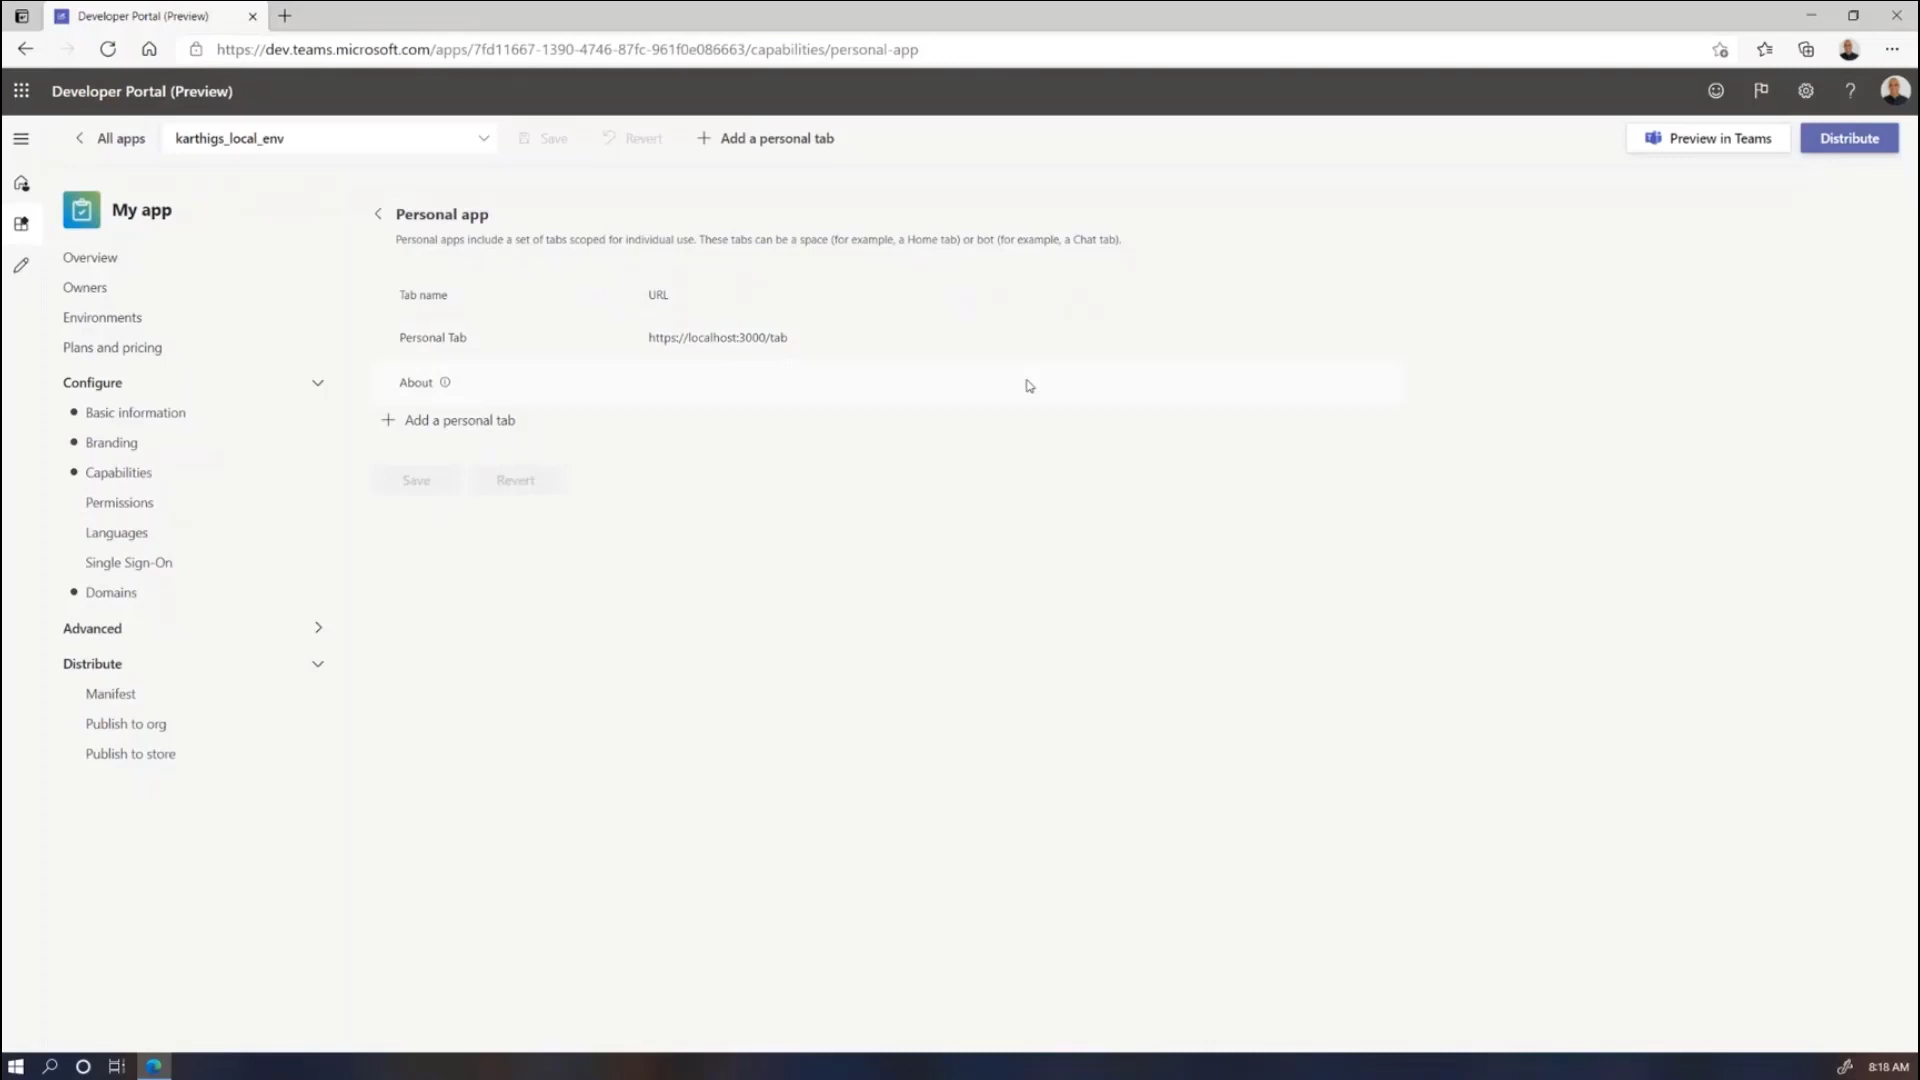 Developer Portal (Preview)
https://dev.teams.microsoft.com/apps/7fd11667-1390-4746-87fc-961f0e086663/capabilities/personal-app
Developer Portal (Preview)
All apps
karthigs_local_env
Save
Revert
Add a personal tab
Preview in Teams
Distribute
My app
Overview
Owners
Environments
Plans and pricing
Configure
Basic information
Branding
Capabilities
Permissions
Languages
Single Sign-On
Domains
Advanced
Distribute
Manifest
Publish to org
Publish to store
Personal app
Personal apps include a set of tabs scoped for individual use. These tabs can be a space (for example, a Home tab) or bot (for example, a Chat tab).
Tab name URL
Personal Tab https://localhost:3000/tab
About
Add a personal tab
Save Revert
8:18 AM